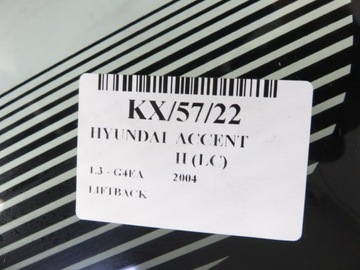 KX/57/22
HYUNDAI ACCENT
II (LC)
1.3 - G4EA 2004
LIFTBACK